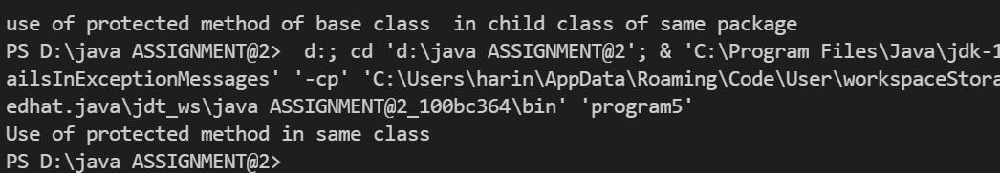 use of protected method of base class  in child class of same package
PS D:\java ASSIGNMENT@2>  d:; cd 'd:\java ASSIGNMENT@2'; & 'C:\Program Files\Java\jdk-1
ailsInExceptionMessages' '-cp' 'C:\Users\harin\AppData\Roaming\Code\User\workspaceStora
edhat.java\jdt_ws\java ASSIGNMENT@2_100bc364\bin' 'program5'
Use of protected method in same class
PS D:\java ASSIGNMENT@2>